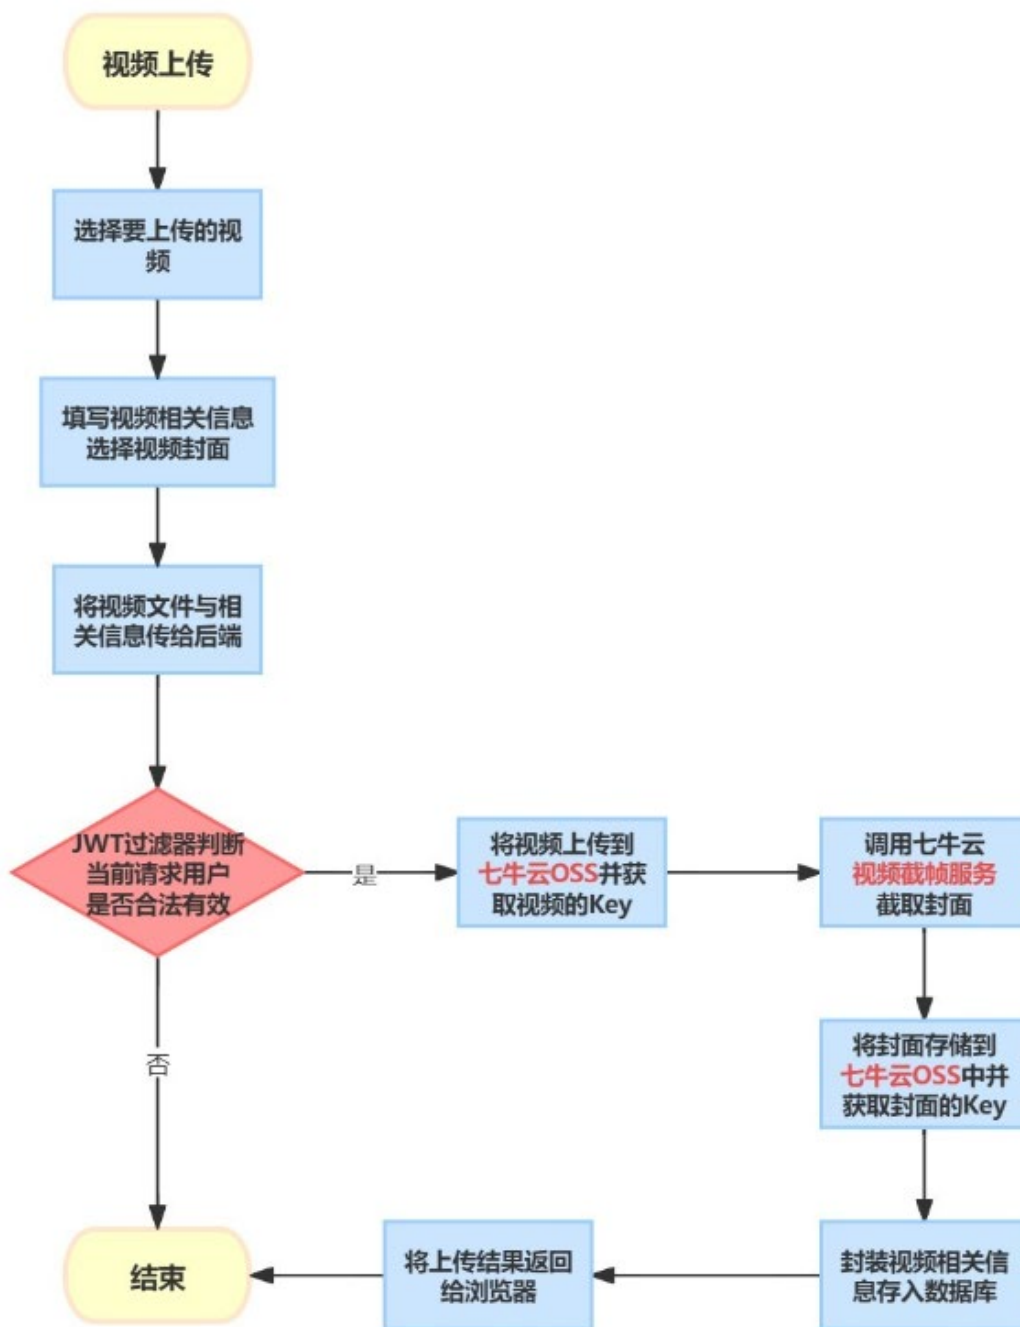 视频上传
选择要上传的视
频
填写视频相关信息
选择视频封面
将视频文件与相
关信息传给后端
JWT过滤器判断
当前请求用户
是否合法有效
是
将视频上传到
七牛云OSS并获
取视频的Key
调用七牛云
视频截帧服务
截取封面
否
将封面存储到
七牛云OSS中并
获取封面的Key
封装视频相关信
息存入数据库
将上传结果返回
给浏览器
结束